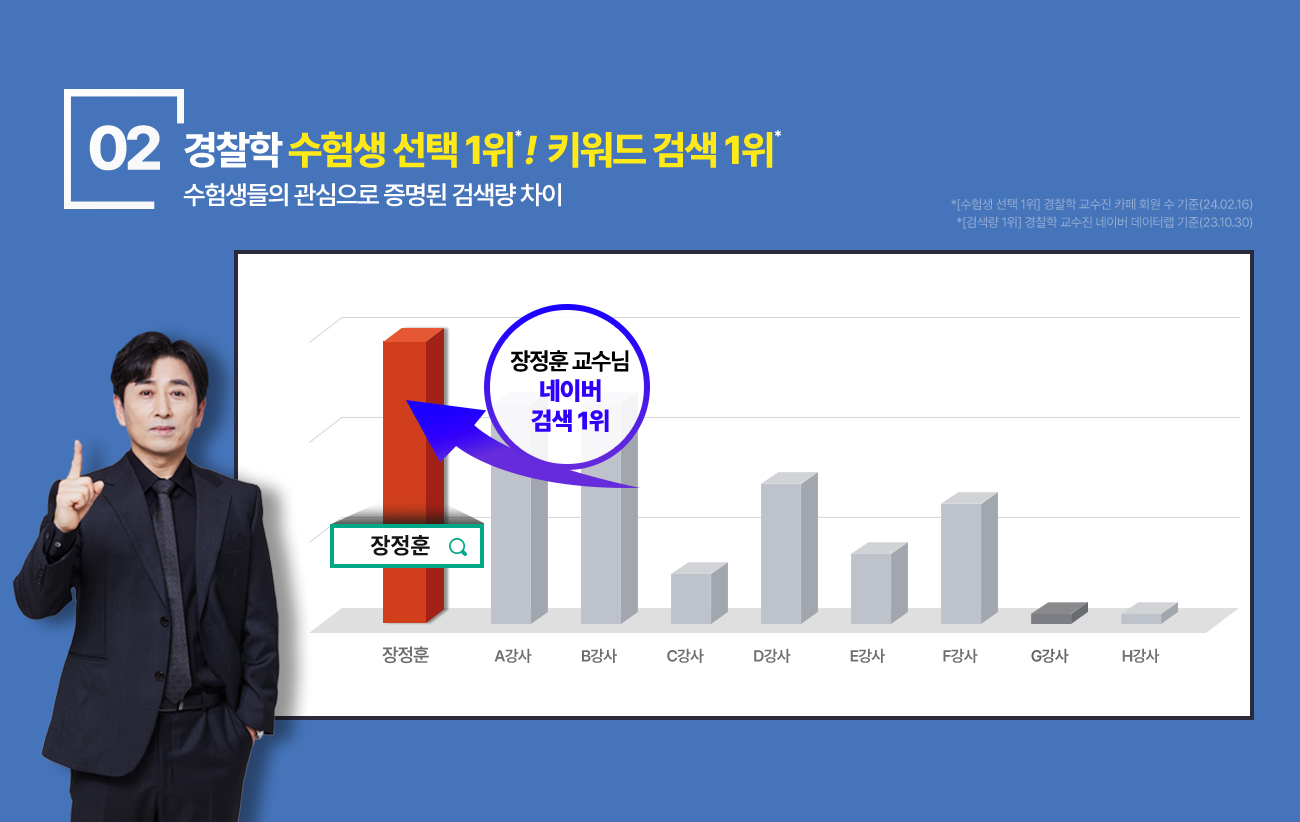 02
경찰학 수험생 선택 1위*! 키워드 검색 1위*
수험생들의 관심으로 증명된 검색량 차이
*[수험생 선택 1위] 경찰학 교수진 카페 회원 수 기준(24.02.16)
*[검색량 1위] 경찰학 교수진 네이버 데이터랩 기준(23.10.30)
장정훈 교수님
네이버
검색 1위
장정훈
장정훈 A강사 B강사 C강사 D강사 E강사 F강사 G강사 H강사